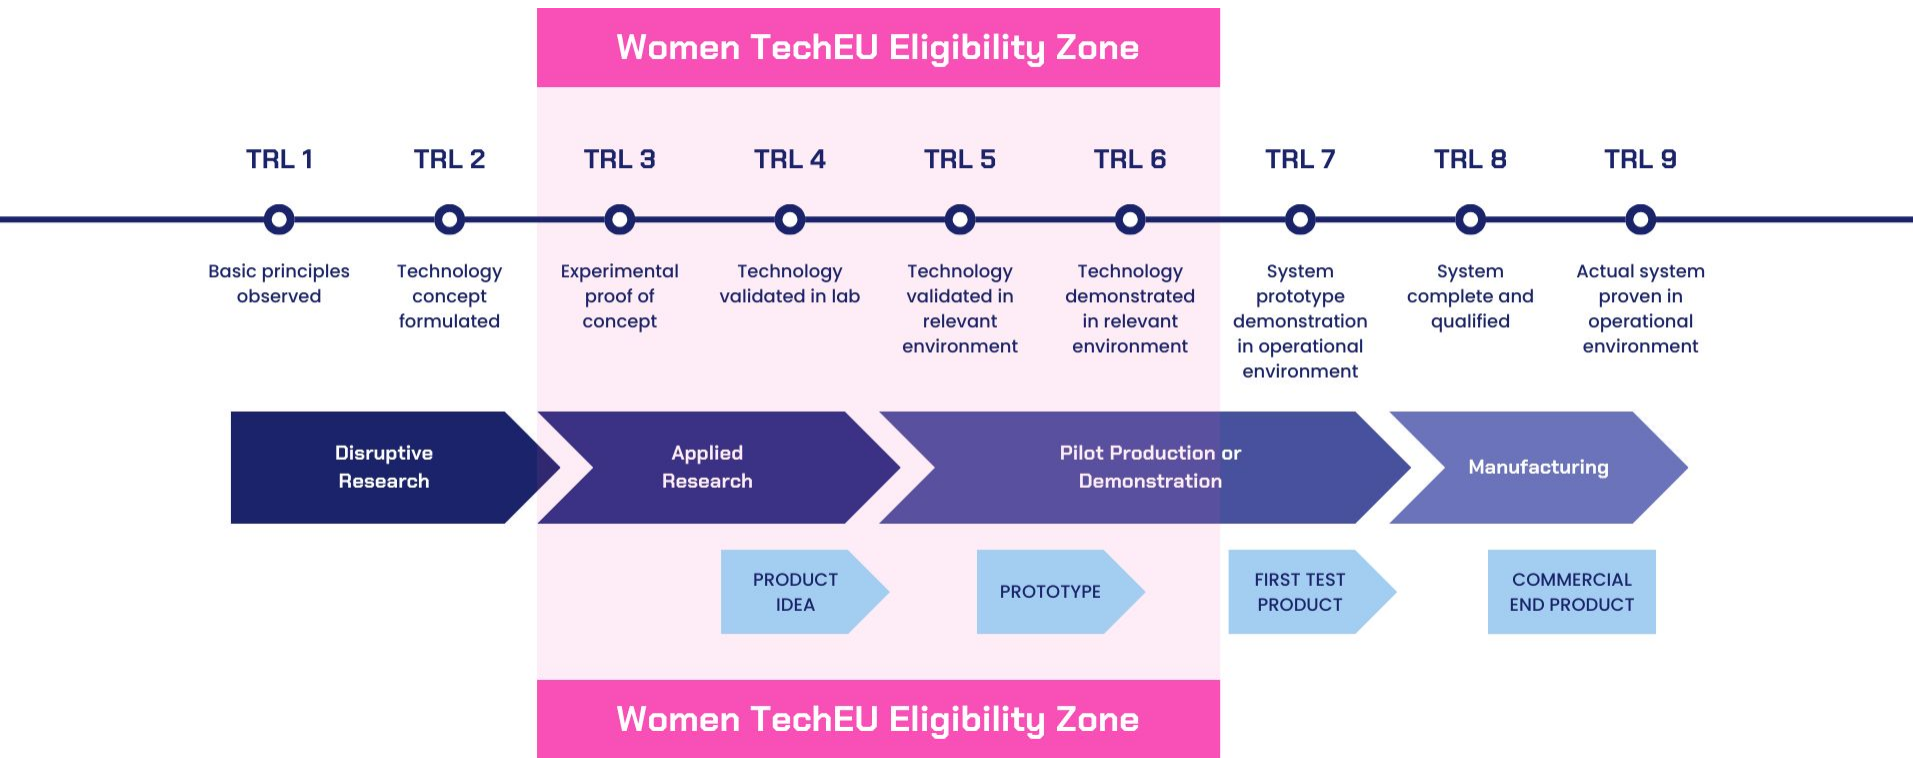 Women TechEU Eligibility Zone
TRL 1
TRL 2
TRL 3
TRL 4
TRL 5
TRL 6
TRL 7
TRL 8
TRL 9
Basic principles
observed
Technology
concept
formulated
Experimental
proof of
concept
Technology
validated in lab
Technology
validated in
relevant
environment
Technology
demonstrated
in relevant
environment
System
prototype
demonstration
in operational
environment
System
complete and
qualified
Actual system
proven in
operational
environment
Disruptive
Research
Applied
Research
Pilot Production or
Demonstration
Manufacturing
PRODUCT
IDEA
PROTOTYPE
FIRST TEST
PRODUCT
COMMERCIAL
END PRODUCT
Women TechEU Eligibility Zone